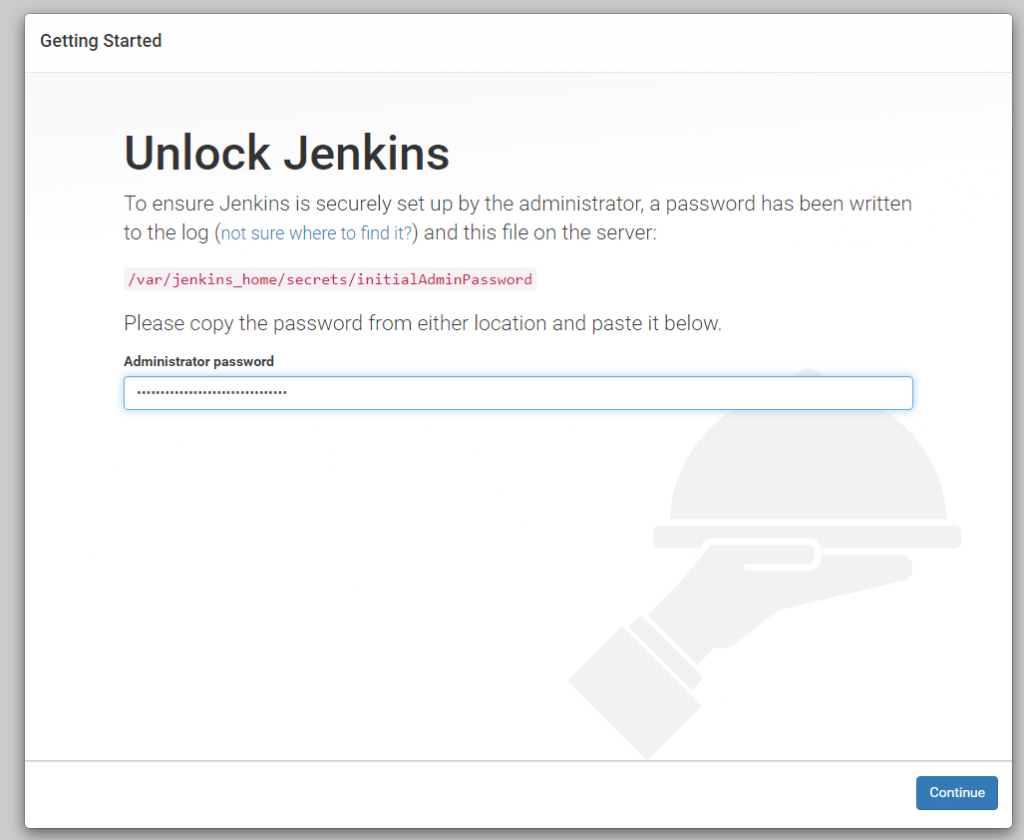 Getting Started
Unlock Jenkins
To ensure Jenkins is securely set up by the administrator, a password has been written
to the log (not sure where to find it?) and this file on the server:
/var/jenkins_home/secrets/initialAdminPassword
Please copy the password from either location and paste it below.
Administrator password
••••••••••••••••••••••••••••••••
Continue